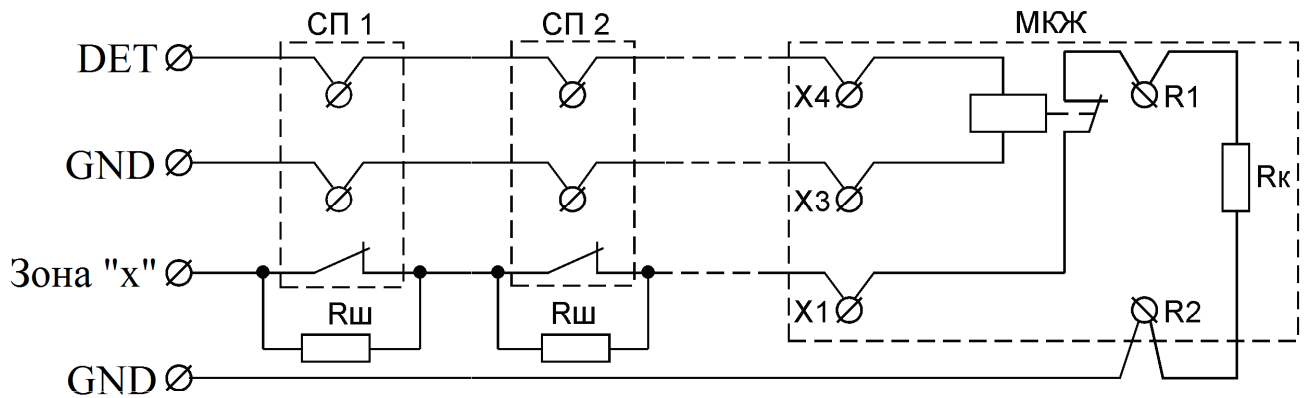 СП 1
СП 2
МКЖ
DET
X4
R1
GND
X3
Rк
Зона "x"
X1
R2
Rш
Rш
GND